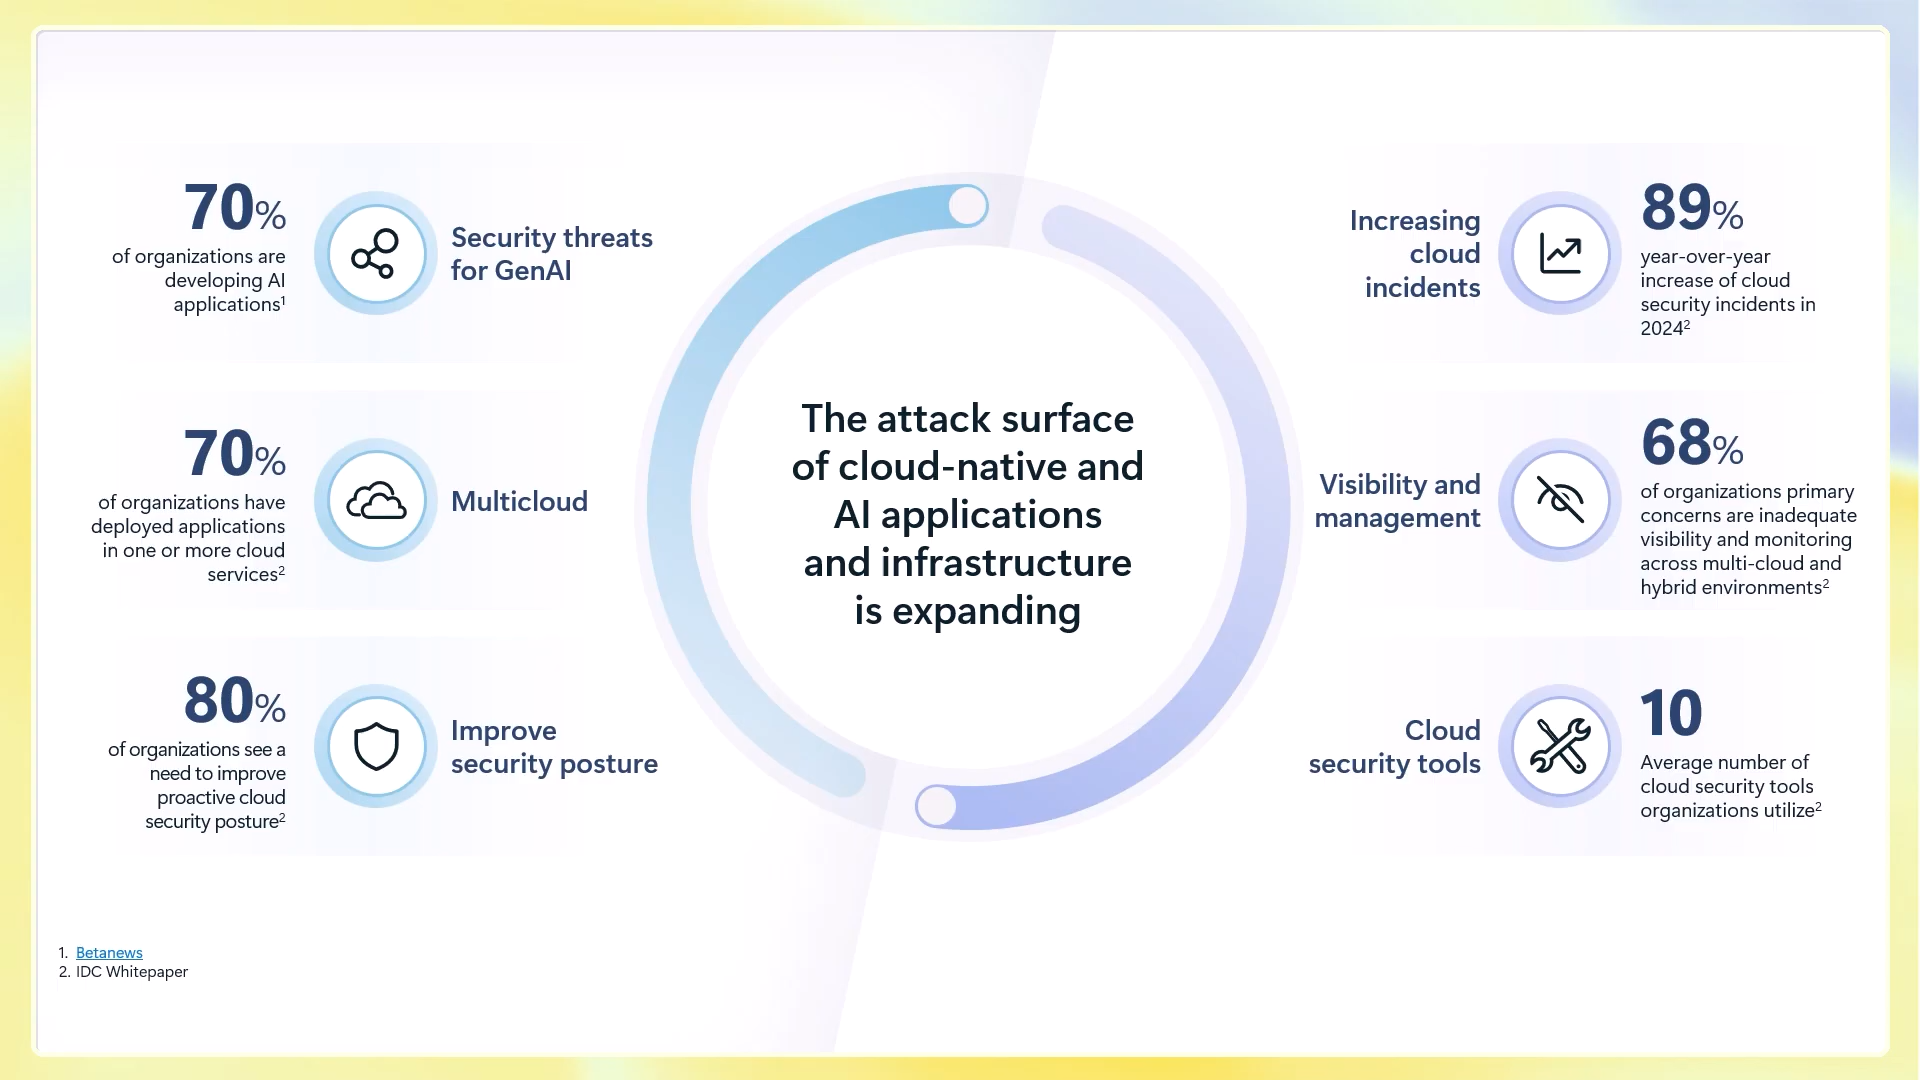 70%
of organizations are
developing AI
applications¹
Security threats
for GenAI
70%
of organizations have
deployed applications
in one or more cloud
services²
Multicloud
80%
of organizations see a
need to improve
proactive cloud
security posture²
Improve
security posture
The attack surface
of cloud-native and
AI applications
and infrastructure
is expanding
Increasing
cloud
incidents
89%
year-over-year
increase of cloud
security incidents in
2024²
Visibility and
management
68%
of organizations primary
concerns are inadequate
visibility and monitoring
across multi-cloud and
hybrid environments²
Cloud
security tools
10
Average number of
cloud security tools
organizations utilize²
1. Betanews
2. IDC Whitepaper